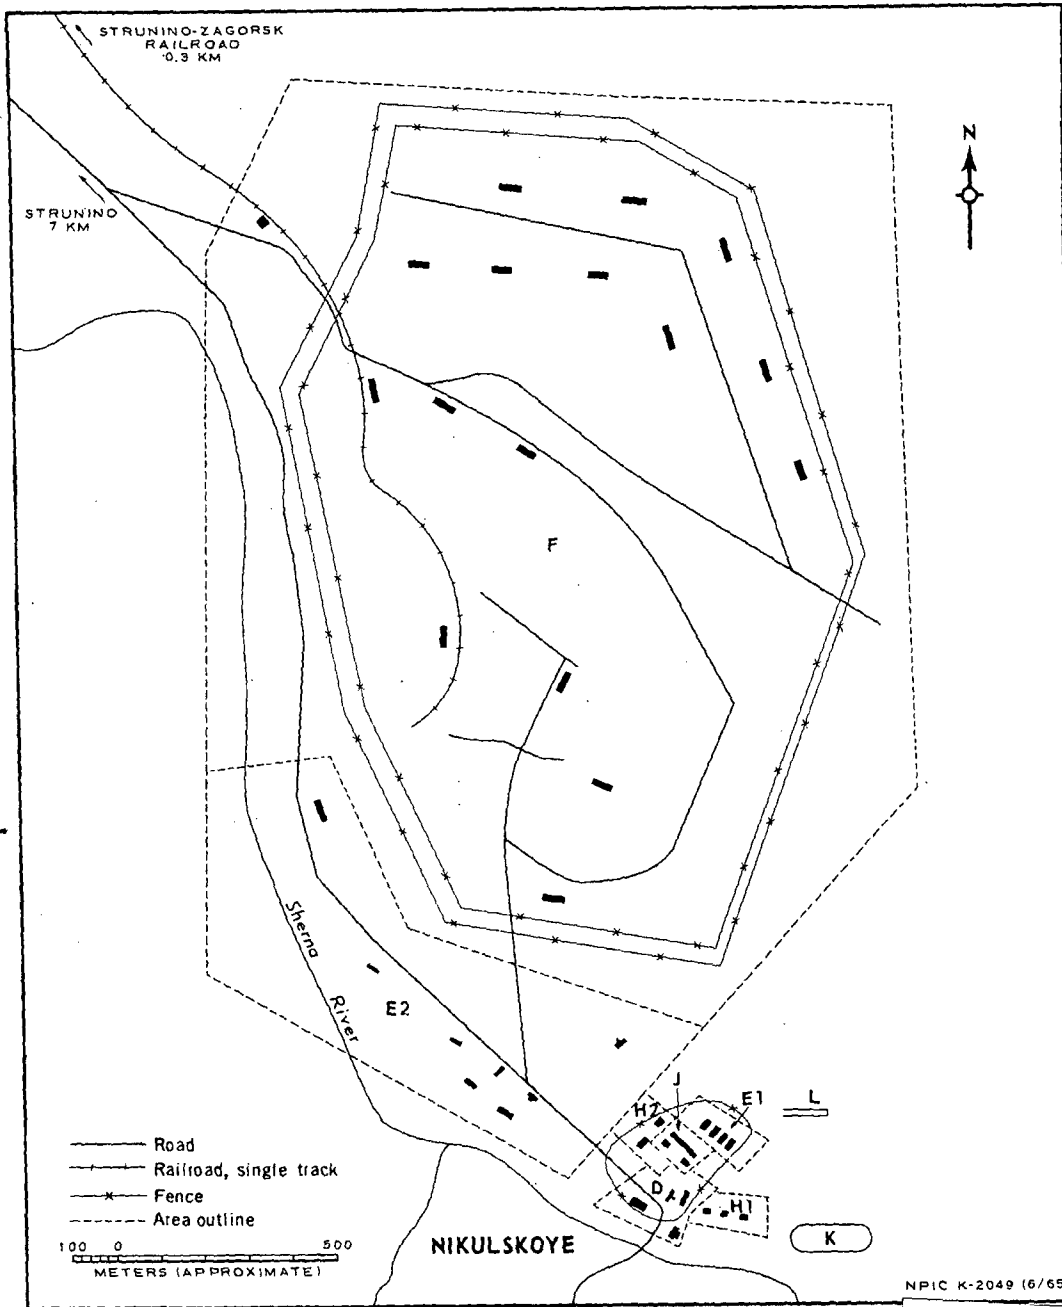 STRUNINO-ZAGORSK
RAILROAD
0.3 KM
N
STRUNINO
7 KM
F
Sherna
River
E2
J
H2
E1
L
D
H1
K
Road
Railroad, single track
Fence
Area outline
100 0 500
METERS (APPROXIMATE)
NIKULSKOYE
NPIC K-2049 (6/65